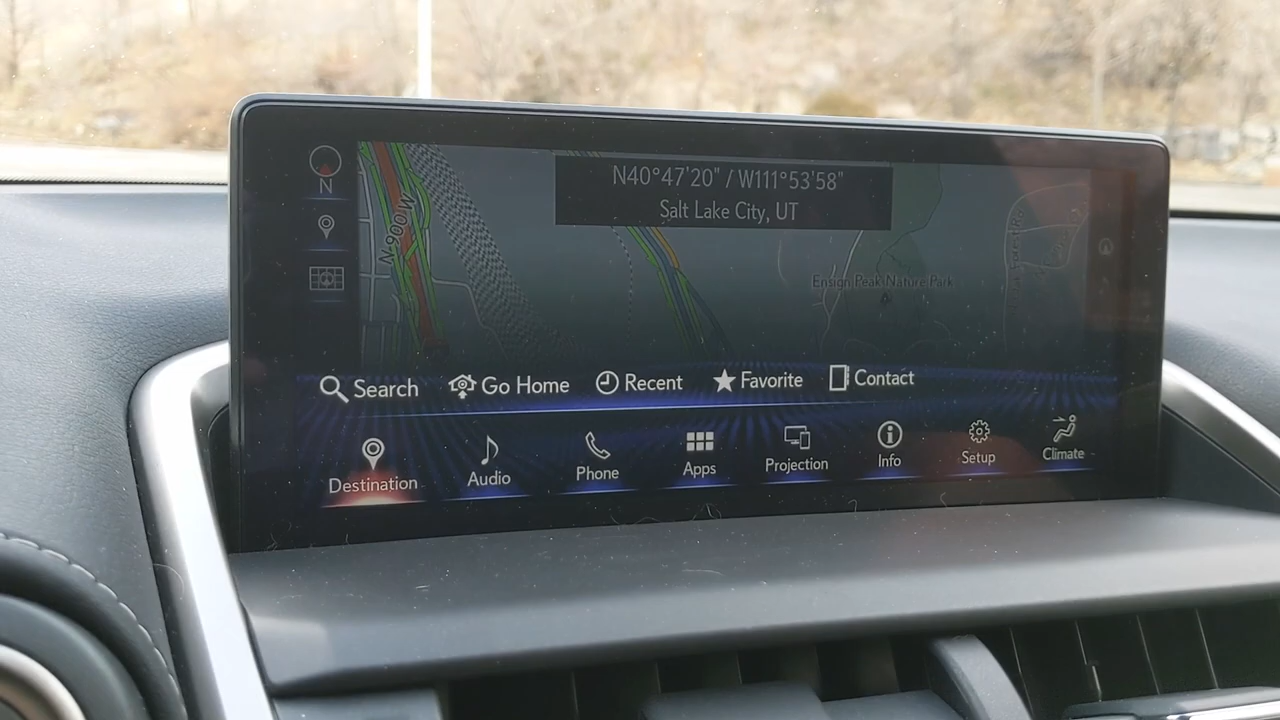 N40°47'20" / W111°53'58"
Salt Lake City, UT
N
N 900 W
Ensign Peak Nature Park
Search
Go Home
Recent
Favorite
Contact
Destination
Audio
Phone
Apps
Projection
Info
Setup
Climate